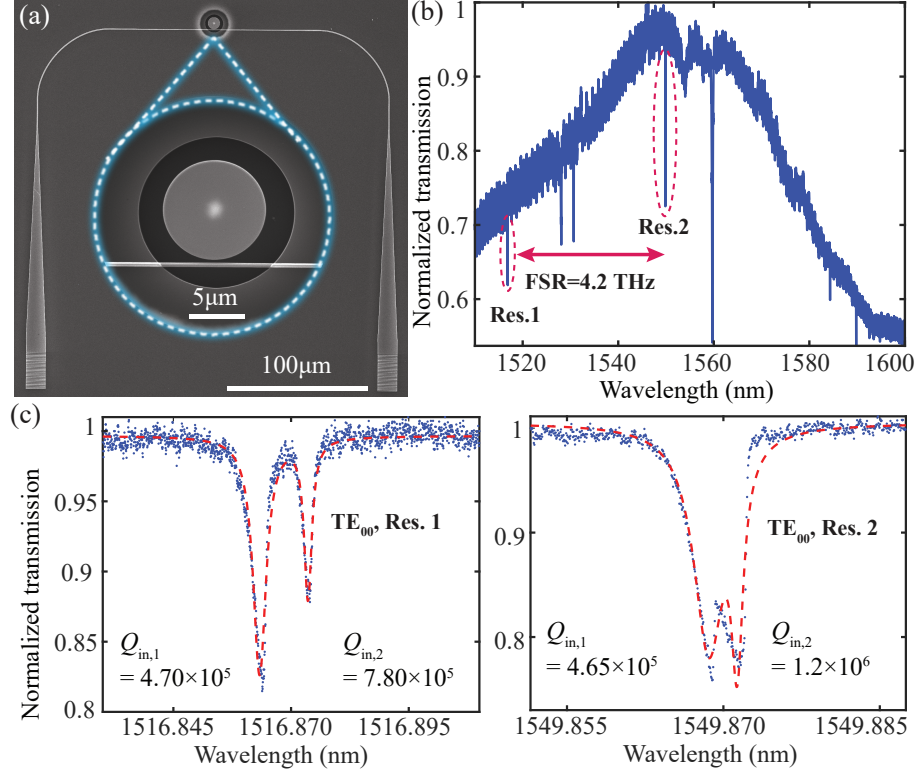 (a)
5μm
100μm
(b)
Normalized transmission
1
0.9
0.8
0.7
0.6
Res.2
FSR=4.2 THz
Res.1
1520 1540 1560 1580 1600
Wavelength (nm)
(c)
Normalized transmission
1
0.95
0.9
0.85
0.8
TE00, Res. 1
Qin,1
= 4.70×10⁵
Qin,2
= 7.80×10⁵
1516.845 1516.870 1516.895
Wavelength (nm)
1
0.9
0.8
TE00, Res. 2
Qin,1
= 4.65×10⁵
Qin,2
= 1.2×10⁶
1549.855 1549.870 1549.885
Wavelength (nm)